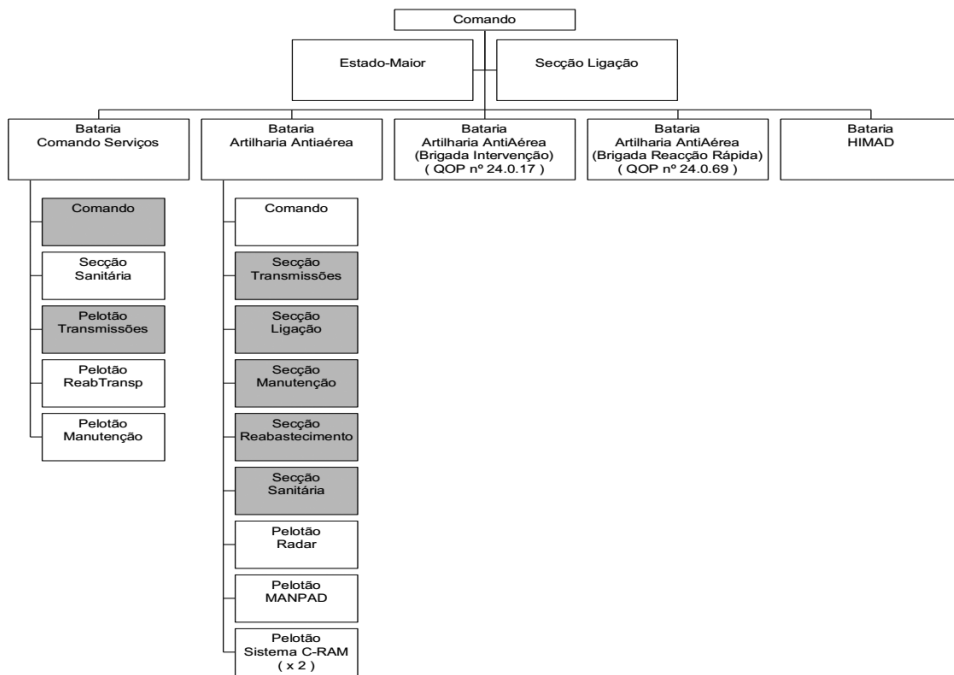 Comando
Estado-Maior
Secção Ligação
Bataria
Comando Serviços
Bataria
Artilharia Antiaérea
Bataria
Artilharia AntiAérea
(Brigada Intervenção)
( QOP nº 24.0.17 )
Bataria
Artilharia AntiAérea
(Brigada Reacção Rápida)
( QOP nº 24.0.69 )
Bataria
HIMAD
Comando
Secção
Sanitária
Pelotão
Transmissões
Pelotão
ReabTransp
Pelotão
Manutenção
Comando
Secção
Transmissões
Secção
Ligação
Secção
Manutenção
Secção
Reabastecimento
Secção
Sanitária
Pelotão
Radar
Pelotão
MANPAD
Pelotão
Sistema C-RAM
( x 2 )